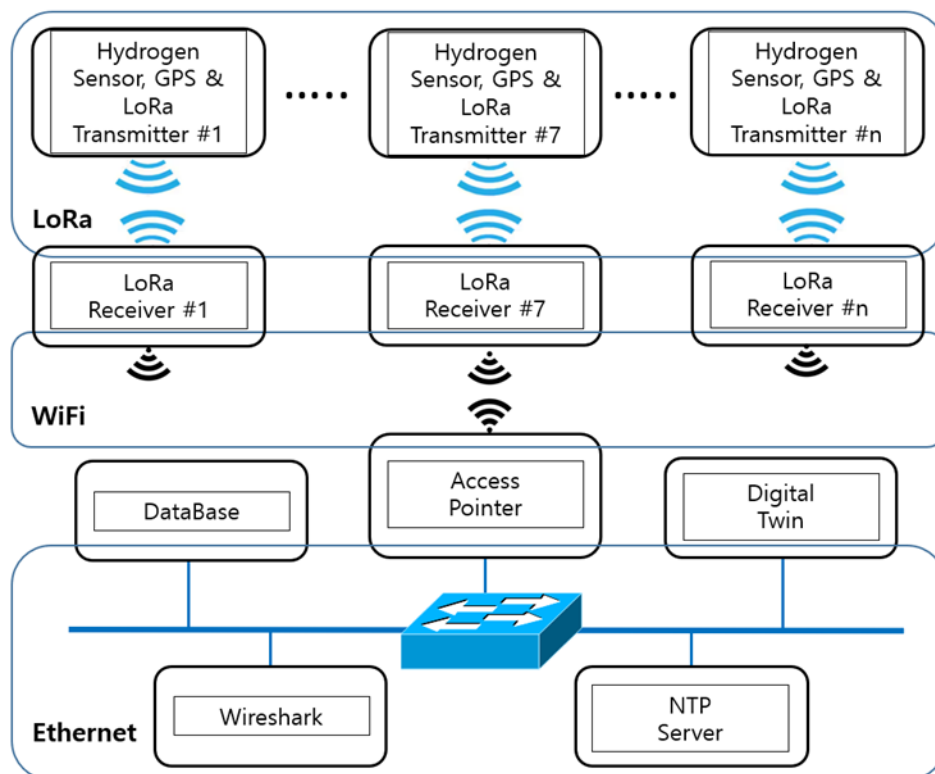 Hydrogen
Sensor, GPS &
LoRa
Transmitter #1
Hydrogen
Sensor, GPS &
LoRa
Transmitter #7
Hydrogen
Sensor, GPS &
LoRa
Transmitter #n
LoRa
LoRa
Receiver #1
LoRa
Receiver #7
LoRa
Receiver #n
WiFi
DataBase
Access
Pointer
Digital
Twin
Wireshark
NTP
Server
Ethernet